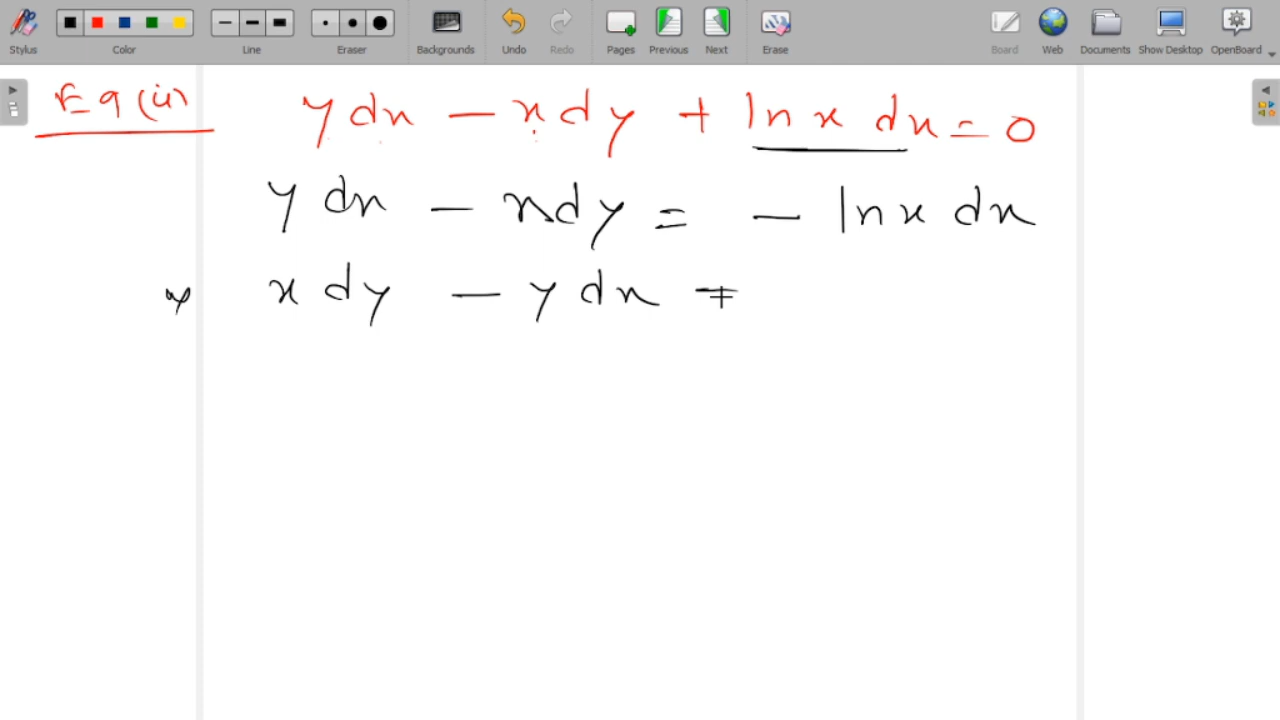 Stylus
Color
Line
Eraser
Backgrounds
Undo
Redo
Pages
Previous
Next
Erase
Board
Web
Documents
Show Desktop
OpenBoard
Eq (ii) y dx - x dy + ln x dx = 0
y dx - x dy = - ln x dx
x dy - y dx =